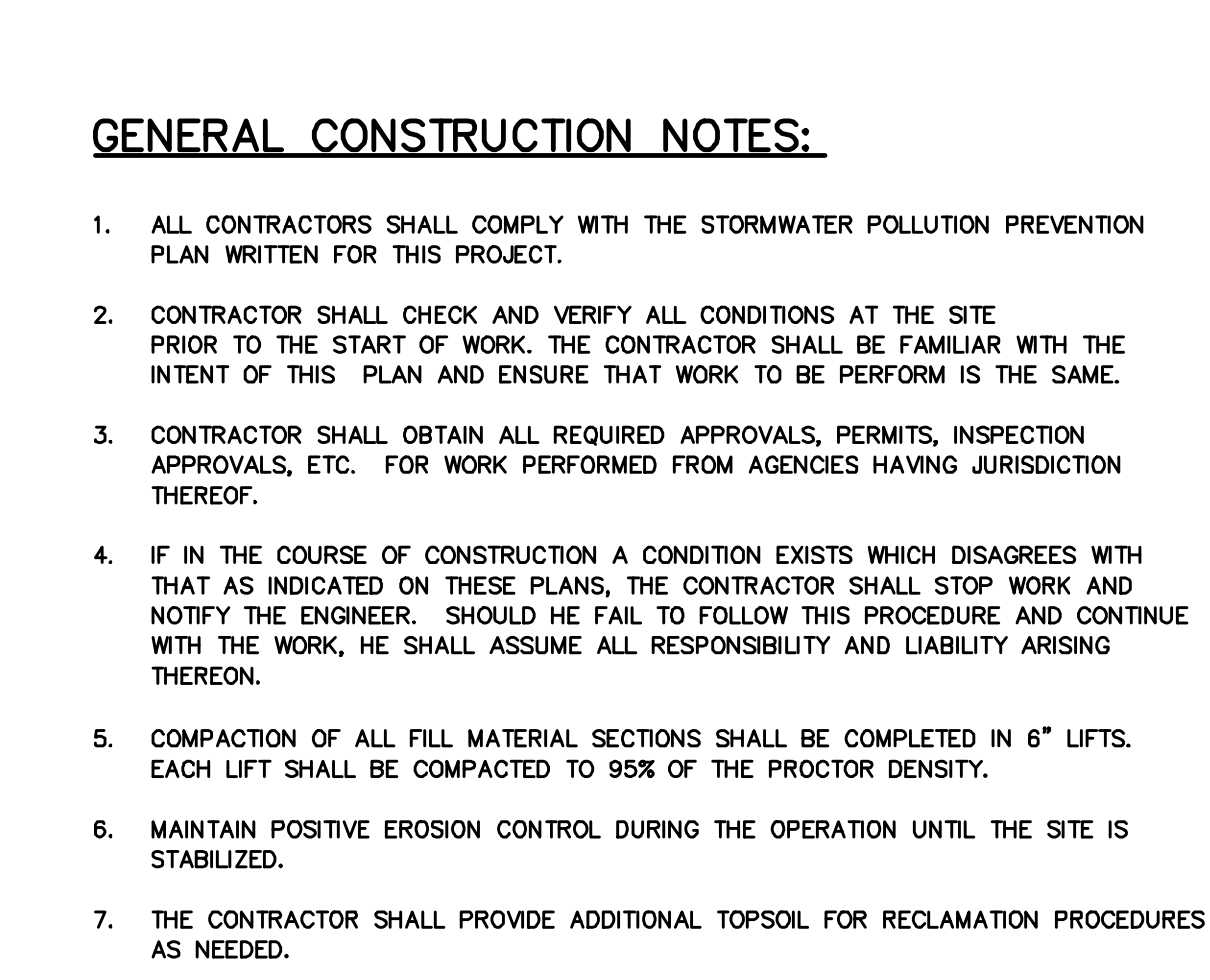 GENERAL CONSTRUCTION NOTES:
1. ALL CONTRACTORS SHALL COMPLY WITH THE STORMWATER POLLUTION PREVENTION
PLAN WRITTEN FOR THIS PROJECT.
2. CONTRACTOR SHALL CHECK AND VERIFY ALL CONDITIONS AT THE SITE
PRIOR TO THE START OF WORK. THE CONTRACTOR SHALL BE FAMILIAR WITH THE
INTENT OF THIS PLAN AND ENSURE THAT WORK TO BE PERFORM IS THE SAME.
3. CONTRACTOR SHALL OBTAIN ALL REQUIRED APPROVALS, PERMITS, INSPECTION
APPROVALS, ETC. FOR WORK PERFORMED FROM AGENCIES HAVING JURISDICTION
THEREOF.
4. IF IN THE COURSE OF CONSTRUCTION A CONDITION EXISTS WHICH DISAGREES WITH
THAT AS INDICATED ON THESE PLANS, THE CONTRACTOR SHALL STOP WORK AND
NOTIFY THE ENGINEER. SHOULD HE FAIL TO FOLLOW THIS PROCEDURE AND CONTINUE
WITH THE WORK, HE SHALL ASSUME ALL RESPONSIBILITY AND LIABILITY ARISING
THEREON.
5. COMPACTION OF ALL FILL MATERIAL SECTIONS SHALL BE COMPLETED IN 6" LIFTS.
EACH LIFT SHALL BE COMPACTED TO 95% OF THE PROCTOR DENSITY.
6. MAINTAIN POSITIVE EROSION CONTROL DURING THE OPERATION UNTIL THE SITE IS
STABILIZED.
7. THE CONTRACTOR SHALL PROVIDE ADDITIONAL TOPSOIL FOR RECLAMATION PROCEDURES
AS NEEDED.